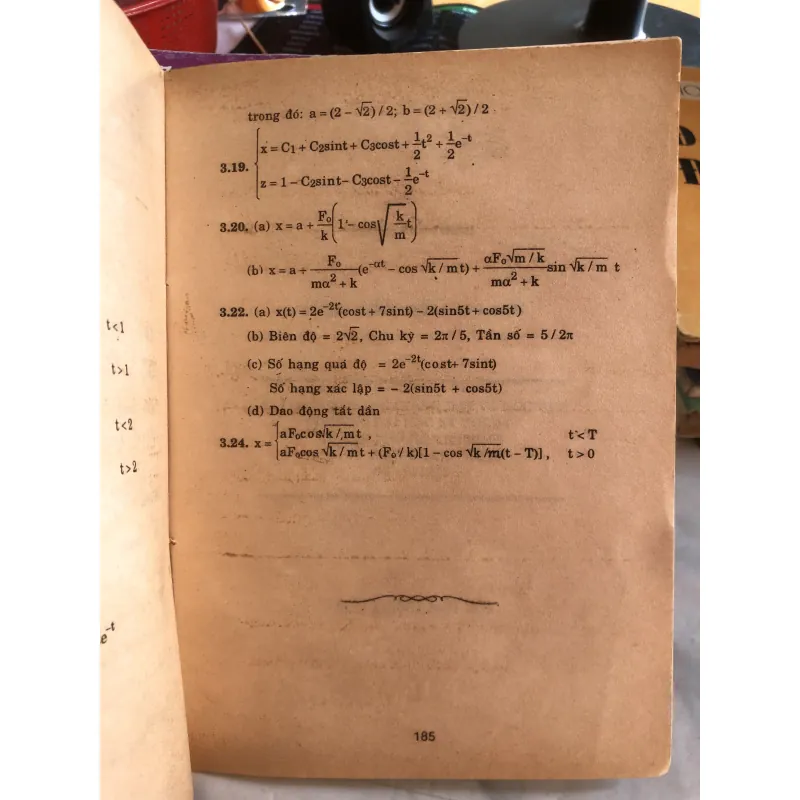 trong đó: a = (2 − √2) / 2; b = (2 + √2) / 2
3.19. { x = C1 + C2sint + C3cost + 1/2 t² + 1/2 e^-t
z = 1 − C2sint − C3cost − 1/2 e^-t
3.20. (a) x = a + F₀/k (1 − cos√(k/m) t)
(b) x = a + F₀/(mα² + k) (e^-αt − cos √k / m t) + αF₀√m / k/(mα² + k) sin √k / m t
3.22. (a) x(t) = 2e^-2t(cost + 7sint) − 2(sin5t + cos5t)
(b) Biên độ = 2√2, Chu kỳ = 2π / 5, Tần số = 5 / 2π
(c) Số hạng quá độ = 2e^-2t(cost + 7sint)
Số hạng xác lập = − 2(sin5t + cos5t)
(d) Dao động tắt dần
3.24. x = { aF₀cos√k / m t , t < T
aF₀cos √k / m t + (F₀ / k)[1 − cos √k / m (t − T)] , t > 0
185
t<1
t>1
t<2
t>2
e^-t